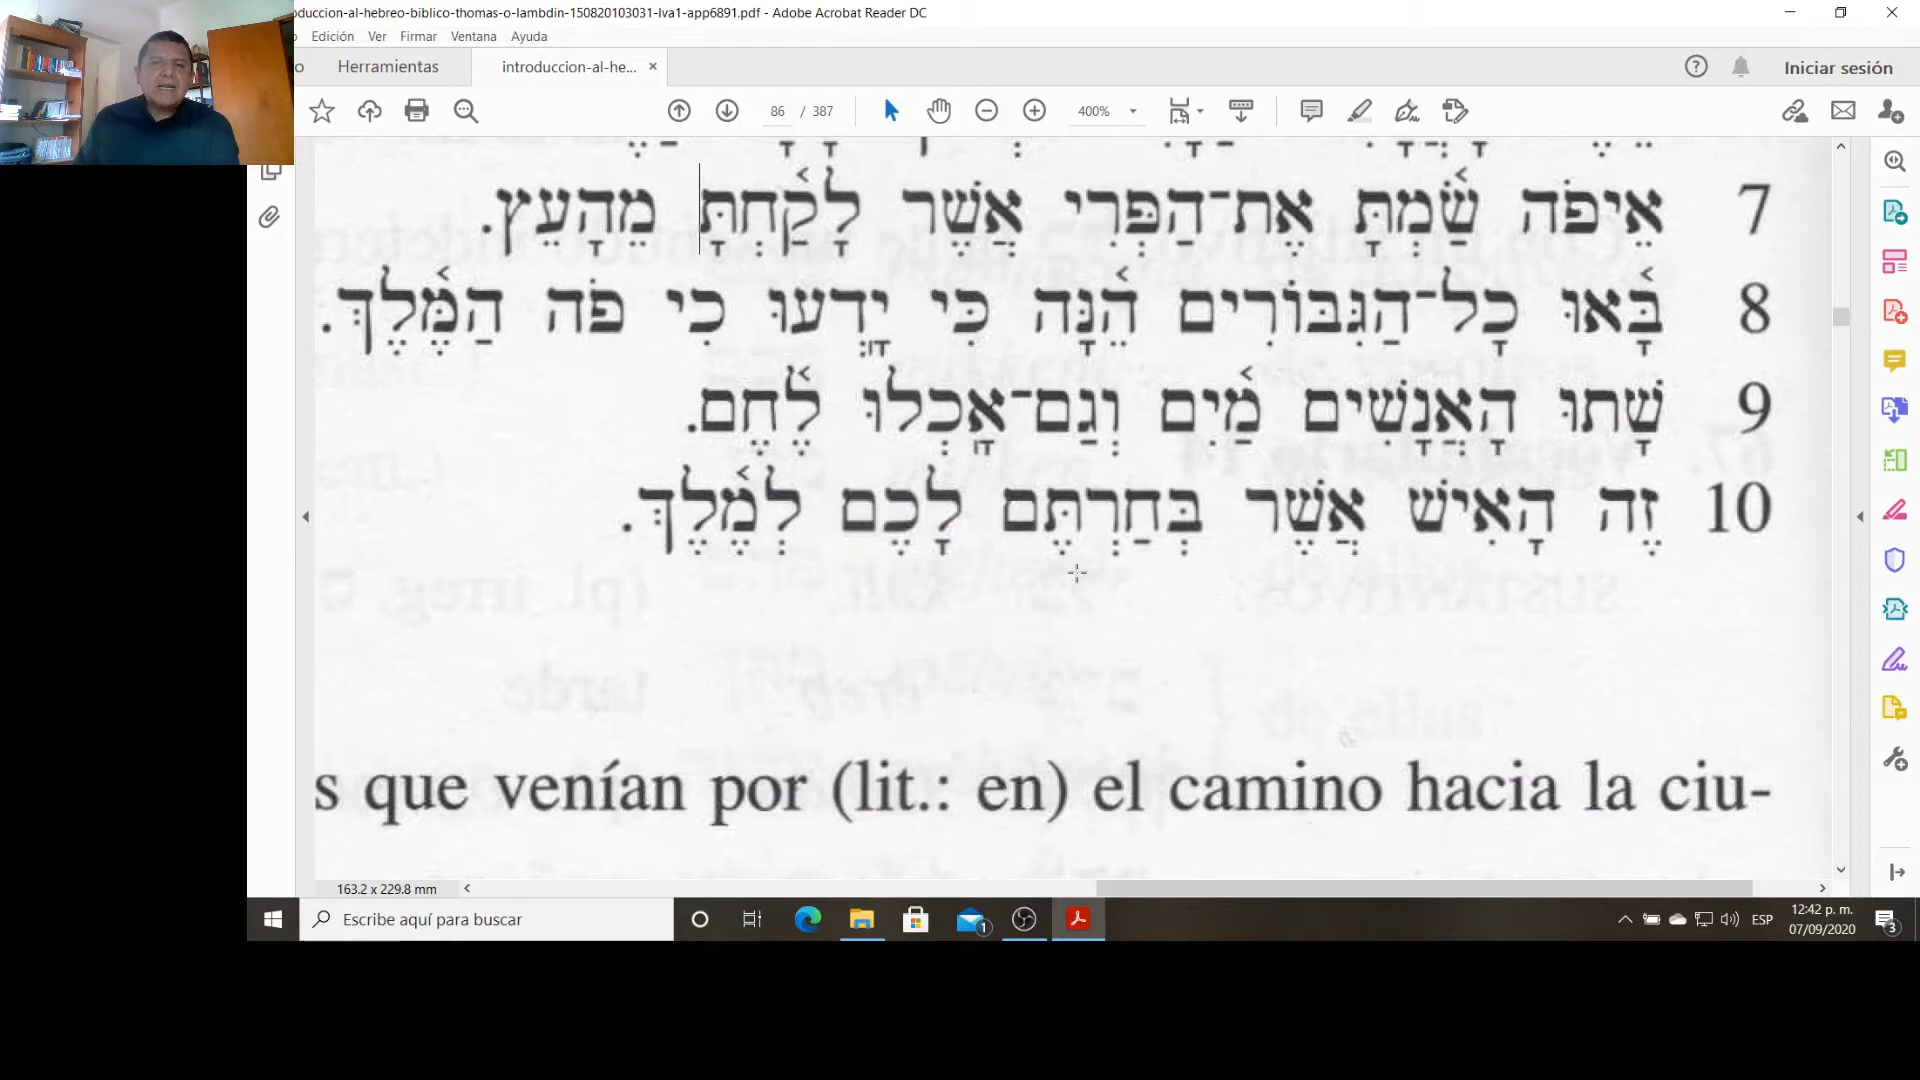 oduccion-al-hebreo-biblico-thomas-o-lambdin-150820103031-lva1-app6891.pdf - Adobe Acrobat Reader DC
Edición Ver Firmar Ventana Ayuda
Herramientas
introduccion-al-he...
Iniciar sesión
86 / 387
400%
7 אֵיפֹה שַׂ֫מְתָּ אֶת־הַפְּרִי אֲשֶׁר לָקַ֫חְתָּ מֵהָעֵץ.
8 בָּ֫אוּ כָל־הַגִּבּוֹרִים הֵ֫נָּה כִּי יָֽדְעוּ כִי פֹה הַמֶּ֫לֶךְ.
9 שָׁתוּ הָאֲנָשִׁים מַ֫יִם וְגַם־אָֽכְלוּ לֶ֫חֶם.
10 זֶה הָאִישׁ אֲשֶׁר בְּחַרְתֶּם לָכֶם לְמֶ֫לֶךְ.
s que venían por (lit.: en) el camino hacia la ciu-
163.2 x 229.8 mm
Escribe aquí para buscar
1
ESP
12:42 p. m.
07/09/2020
3